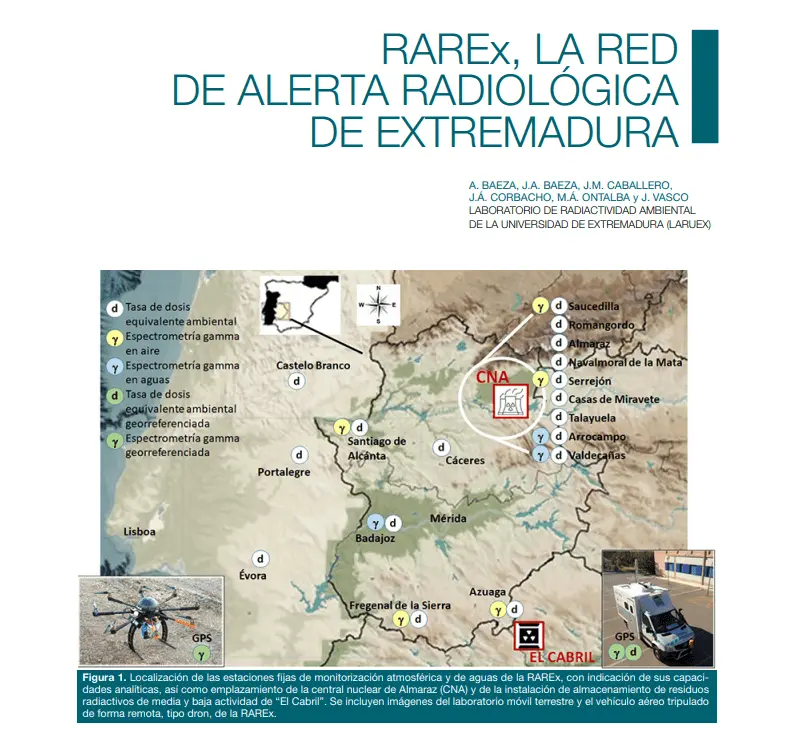 RAREx, LA RED
DE ALERTA RADIOLÓGICA
DE EXTREMADURA
A. BAEZA, J.A. BAEZA, J.M. CABALLERO,
J.Á. CORBACHO, M.Á. ONTALBA y J. VASCO
LABORATORIO DE RADIACTIVIDAD AMBIENTAL
DE LA UNIVERSIDAD DE EXTREMADURA (LARUEX)
d Tasa de dosis
equivalente ambiental
γ Espectrometría gamma
en aire
γ Espectrometría gamma
en aguas
d Tasa de dosis
equivalente ambiental
georreferenciada
γ Espectrometría gamma
georreferenciada
N
W E
S
Castelo Branco
d
γ d
Santiago de
Alcánta
d
Portalegre
d
Cáceres
CNA
γ d Saucedilla
d Romangordo
d Almaraz
d Navalmoral de la Mata
γ d Serrejón
d Casas de Miravete
d Talayuela
γ d Arrocampo
γ d Valdecañas
Lisboa
γ d
Badajoz
Mérida
d
Évora
Fregenal de la Sierra
γ d
Azuaga
γ d
EL CABRIL
GPS
γ
GPS
γ d
Figura 1. Localización de las estaciones fijas de monitorización atmosférica y de aguas de la RAREx, con indicación de sus capaci-
dades analíticas, así como emplazamiento de la central nuclear de Almaraz (CNA) y de la instalación de almacenamiento de residuos
radiactivos de media y baja actividad de “El Cabril”. Se incluyen imágenes del laboratorio móvil terrestre y el vehículo aéreo tripulado
de forma remota, tipo dron, de la RAREx.